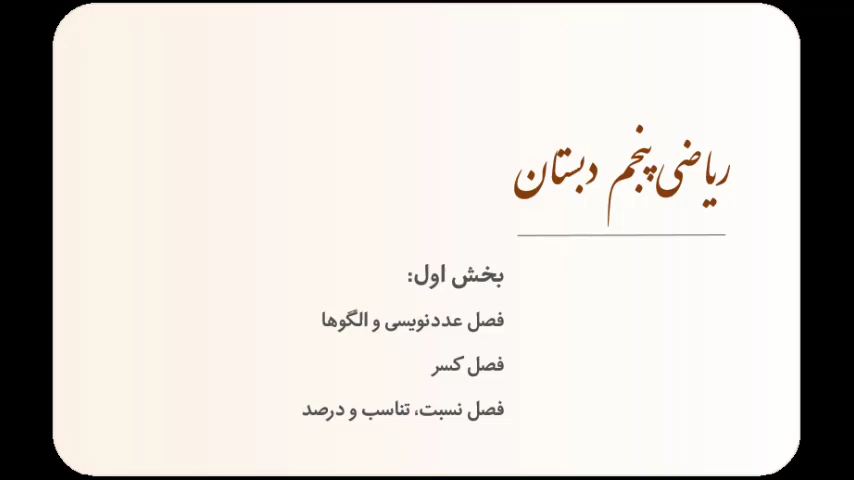 ریاضی پنجم دبستان
بخش اول:
فصل عددنویسی و الگوها
فصل کسر
فصل نسبت، تناسب و درصد